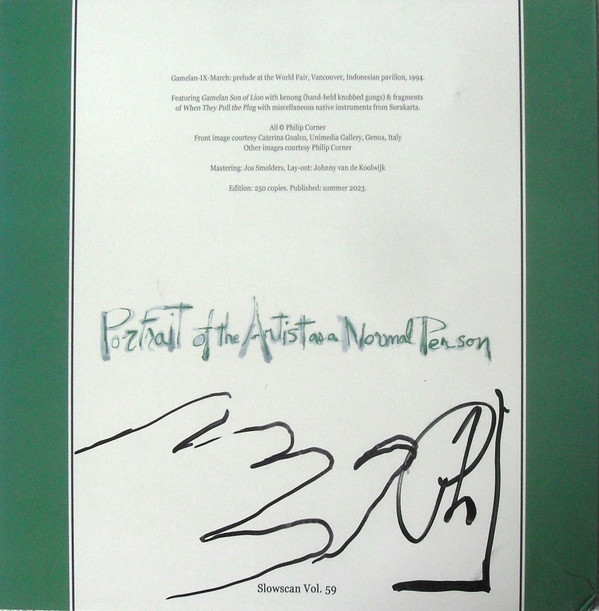 Gamelan-IX-March: prelude at the World Fair, Vancouver, Indonesian pavilion, 1994.
Featuring Gamelan Son of Lion with kenong (hand-held knobbed gongs) & fragments
of When They Pull the Plug with miscellaneous native instruments from Surakarta.
All © Philip Corner
Front image courtesy Caterina Gualco, Unimedia Gallery, Genua, Italy
Other images courtesy Philip Corner
Mastering: Jos Smolders, Lay-out: Johnny van de Koolwijk
Edition: 250 copies. Published: summer 2023.
Portrait of the Artist as a Normal Person
Slowscan Vol. 59